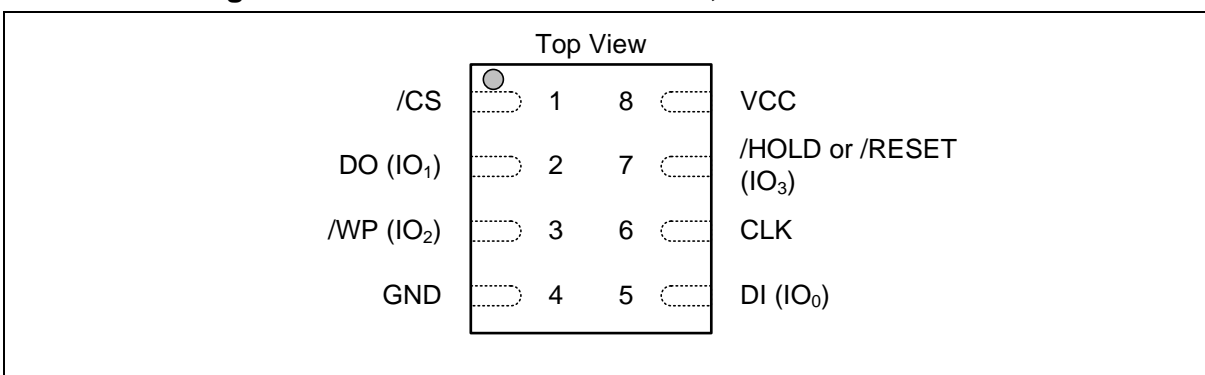 Top View
/CS 1 8 VCC
DO (IO₁) 2 7 /HOLD or /RESET
(IO₃)
/WP (IO₂) 3 6 CLK
GND 4 5 DI (IO₀)